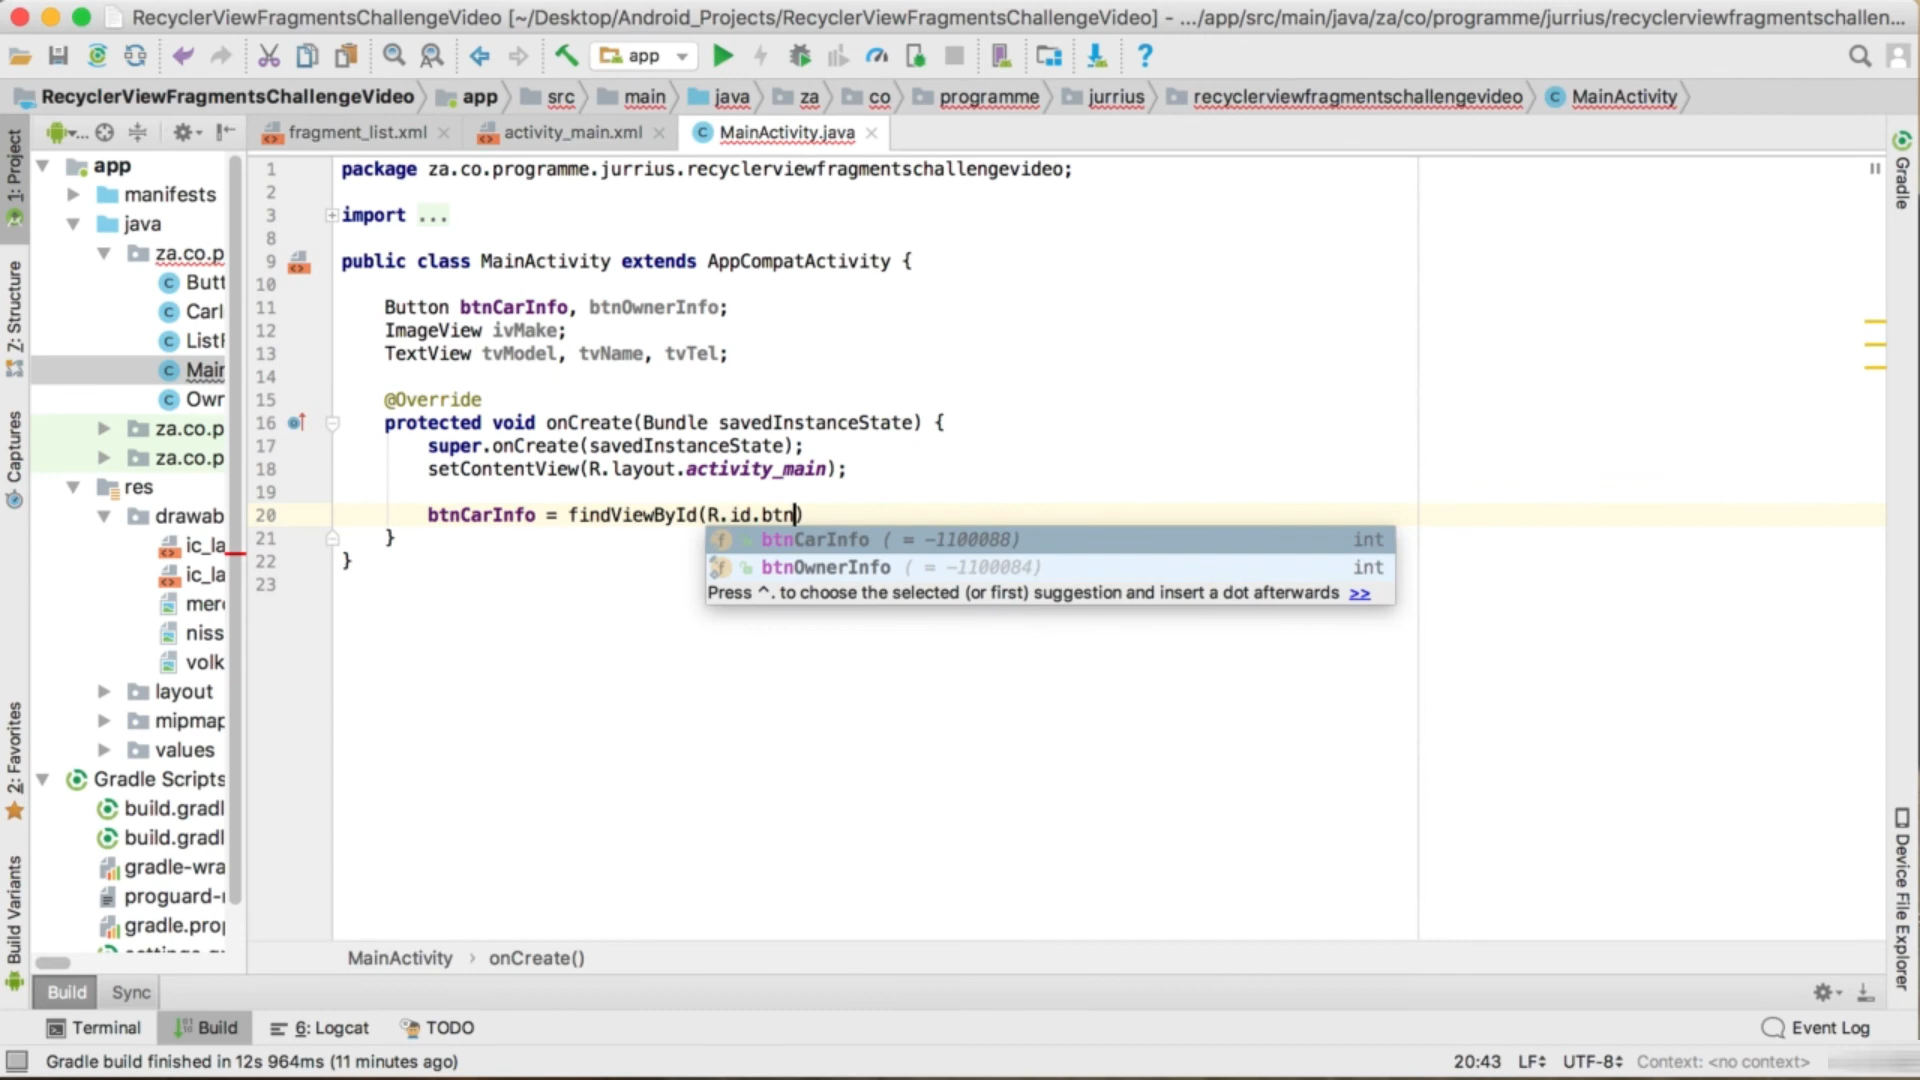 RecyclerViewFragmentsChallengeVideo [~/Desktop/Android_Projects/RecyclerViewFragmentsChallengeVideo] - .../app/src/main/java/za/co/programme/jurrius/recyclerviewfragmentschallen...
app
RecyclerViewFragmentsChallengeVideo app src main java za co programme jurrius recyclerviewfragmentschallengevideo MainActivity
fragment_list.xml activity_main.xml MainActivity.java
1: Project
Z: Structure
Captures
2: Favorites
Build Variants
app
manifests
java
za.co.p
Butt
CarI
ListF
Main
Own
za.co.p
za.co.p
res
drawab
ic_la
ic_la
merc
niss
volk
layout
mipmap
values
Gradle Scripts
build.gradl
build.gradl
gradle-wra
proguard-r
gradle.prop
1 package za.co.programme.jurrius.recyclerviewfragmentschallengevideo;
2
3 import ...
8
9 public class MainActivity extends AppCompatActivity {
10
11 Button btnCarInfo, btnOwnerInfo;
12 ImageView ivMake;
13 TextView tvModel, tvName, tvTel;
14
15 @Override
16 protected void onCreate(Bundle savedInstanceState) {
17 super.onCreate(savedInstanceState);
18 setContentView(R.layout.activity_main);
19
20 btnCarInfo = findViewById(R.id.btn)
21 }
22 }
23
btnCarInfo ( = -1100088) int
btnOwnerInfo ( = -1100084) int
Press ^. to choose the selected (or first) suggestion and insert a dot afterwards >>
Gradle
Device File Explorer
MainActivity › onCreate()
Build Sync
Terminal Build 6: Logcat TODO Event Log
Gradle build finished in 12s 964ms (11 minutes ago) 20:43 LF UTF-8 Context: <no context>